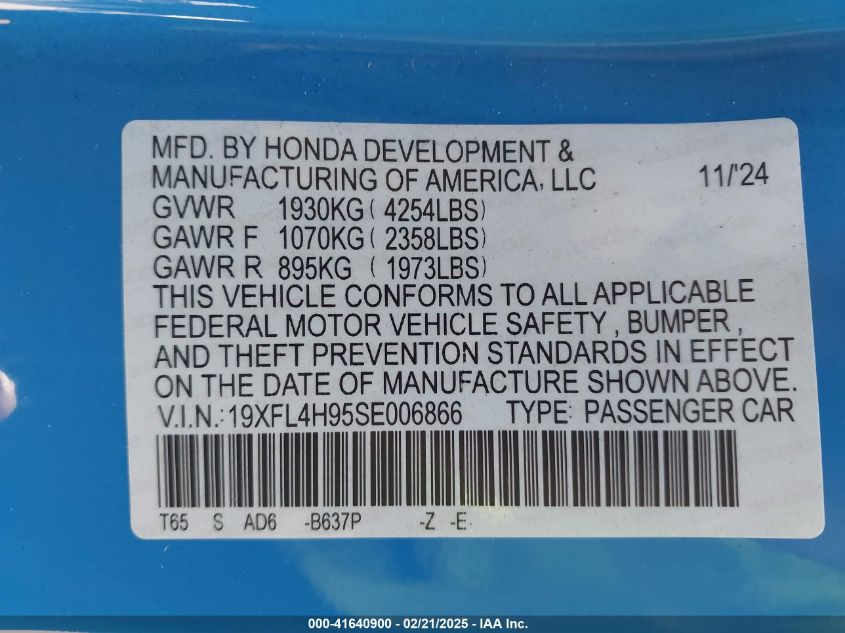 MFD. BY HONDA DEVELOPMENT &
MANUFACTURING OF AMERICA, LLC 11/'24
GVWR 1930KG ( 4254LBS)
GAWR F 1070KG ( 2358LBS)
GAWR R 895KG ( 1973LBS)
THIS VEHICLE CONFORMS TO ALL APPLICABLE
FEDERAL MOTOR VEHICLE SAFETY , BUMPER ,
AND THEFT PREVENTION STANDARDS IN EFFECT
ON THE DATE OF MANUFACTURE SHOWN ABOVE.
V.I.N.: 19XFL4H95SE006866 TYPE: PASSENGER CAR
T65 S AD6 -B637P -Z -E
000-41640900 - 02/21/2025 - IAA Inc.